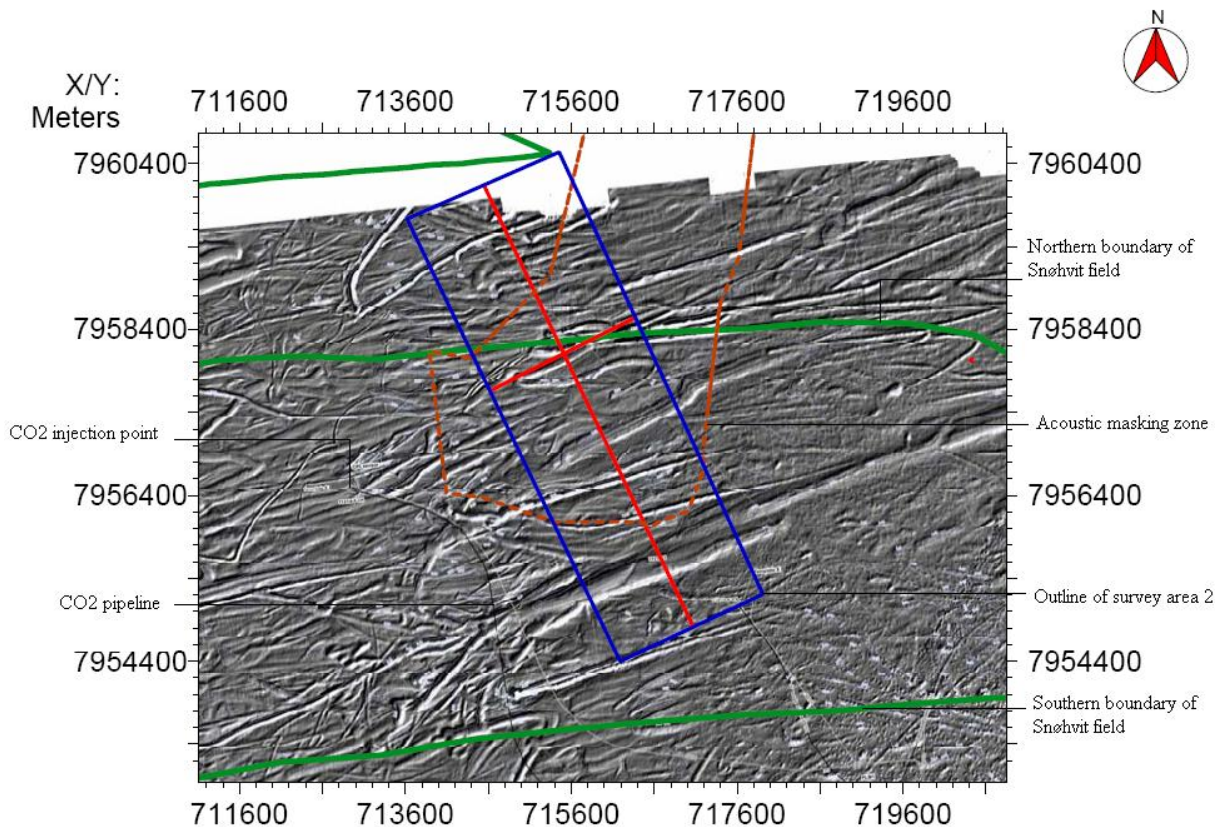 N
X/Y:
Meters
711600 713600 715600 717600 719600
7960400 7960400
Northern boundary of
Snøhvit field
7958400 7958400
CO2 injection point
Acoustic masking zone
7956400 7956400
CO2 pipeline
Outline of survey area 2
7954400 7954400
Southern boundary of
Snøhvit field
711600 713600 715600 717600 719600